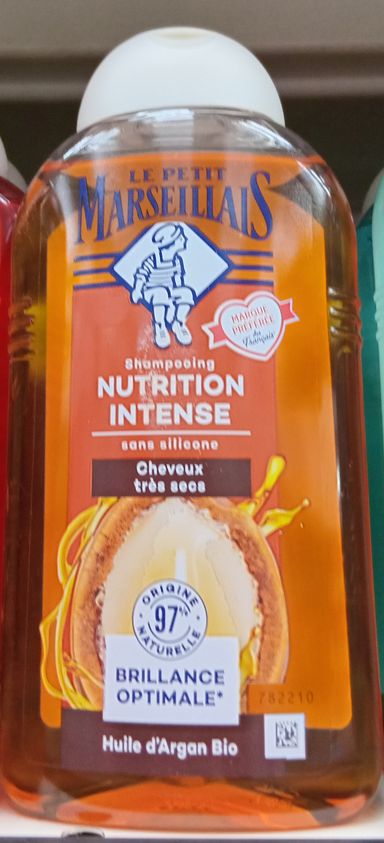 LE PETIT
MARSEILLAIS
MARQUE
PRÉFÉRÉE
des
Français
Shampooing
NUTRITION
INTENSE
sans silicone
Cheveux
très secs
ORIGINE
97%
NATURELLE
BRILLANCE
OPTIMALE*
782210
Huile d'Argan Bio